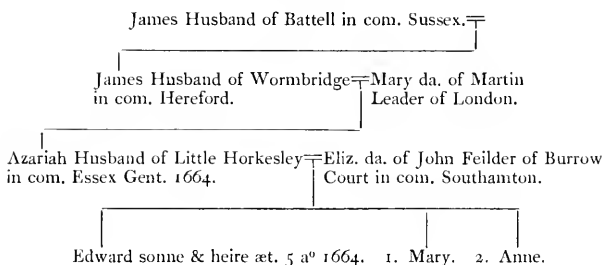 James Husband of Battell in com. Sussex.
James Husband of Wormbridge Mary da. of Martin
in com. Hereford. Leader of London.
Azariah Husband of Little Horkesley Eliz. da. of John Feilder of Burrow
in com. Essex Gent. 1664. Court in com. Southamton.
Edward sonne & heire æt. 5 aº 1664. 1. Mary. 2. Anne.